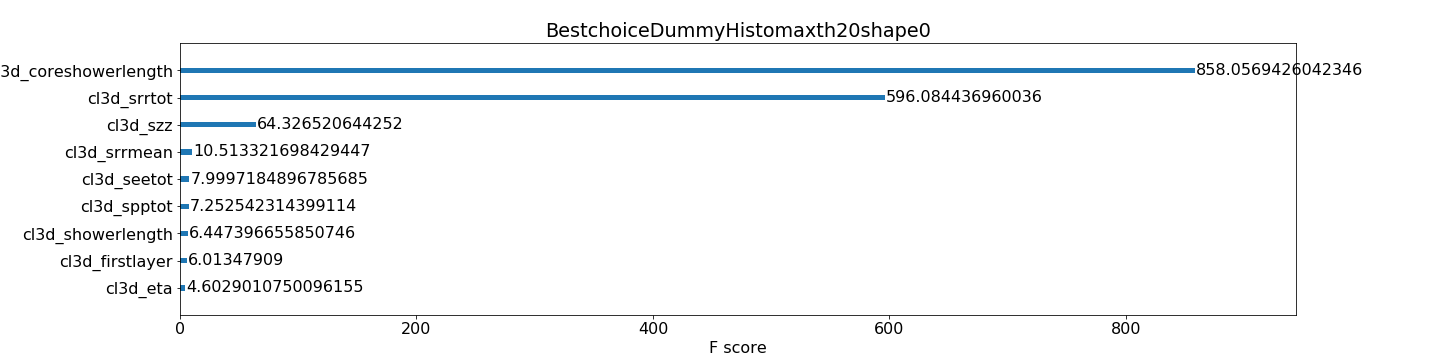 BestchoiceDummyHistomaxth20shape0
3d_coreshowerlength 858.0569426042346
cl3d_srrtot 596.084436960036
cl3d_szz 64.326520644252
cl3d_srrmean 10.513321698429447
cl3d_seetot 7.9997184896785685
cl3d_spptot 7.252542314399114
cl3d_showerlength 6.447396655850746
cl3d_firstlayer 6.01347909
cl3d_eta 4.6029010750096155
0 200 400 600 800
F score